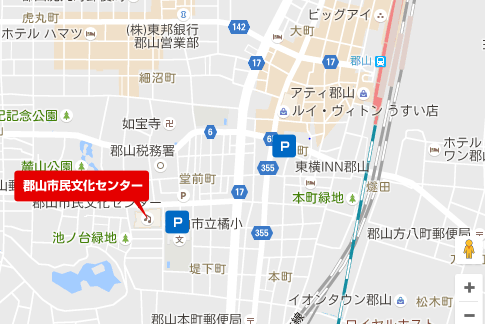 虎丸町
ビッグアイ
ホテル ハマツ
(株)東邦銀行
郡山営業部
142
大町
17
17
郡山
細沼町
アティ郡山
ルイ・ヴィトン うすい店
記念公園
如宝寺
6
P
麓山公園
郡山税務署
355
東横INN郡山
ホテル
ワン郡山
堂前町
P
17
郡山市民文化センター
本町緑地
燧田
郡山市民文化センター
P
市立橘小
355
池ノ台緑地
文
郡山方八町郵便局
堤下町
本町
イオンタウン郡山
松木町
郡山本町郵便局
ロイヤルホスト
+
−